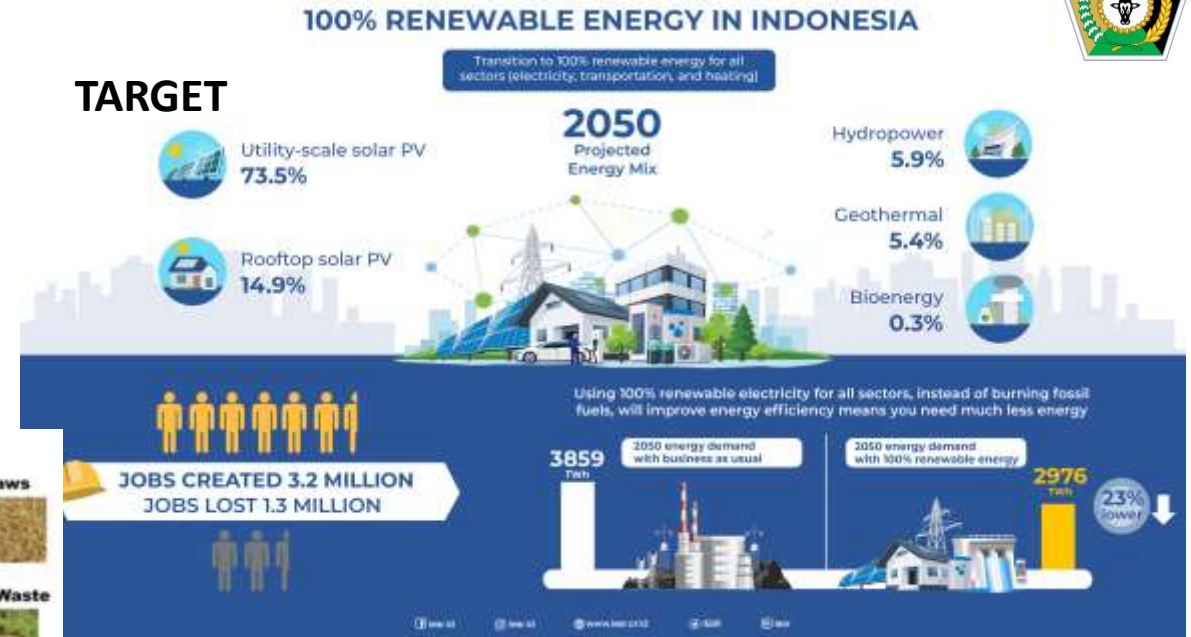 100% RENEWABLE ENERGY IN INDONESIA
Transition to 100% renewable energy for all
sectors (electricity, transportation, and heating)
TARGET
2050
Projected
Energy Mix
Utility-scale solar PV
73.5%
Rooftop solar PV
14.9%
Hydropower
5.9%
Geothermal
5.4%
Bioenergy
0.3%
JOBS CREATED 3.2 MILLION
JOBS LOST 1.3 MILLION
Using 100% renewable electricity for all sectors, instead of burning fossil
fuels, will improve energy efficiency means you need much less energy
3859
TWh
2050 energy demand
with business as usual
2050 energy demand
with 100% renewable energy
2976
TWh
23%
lower
aws
Waste